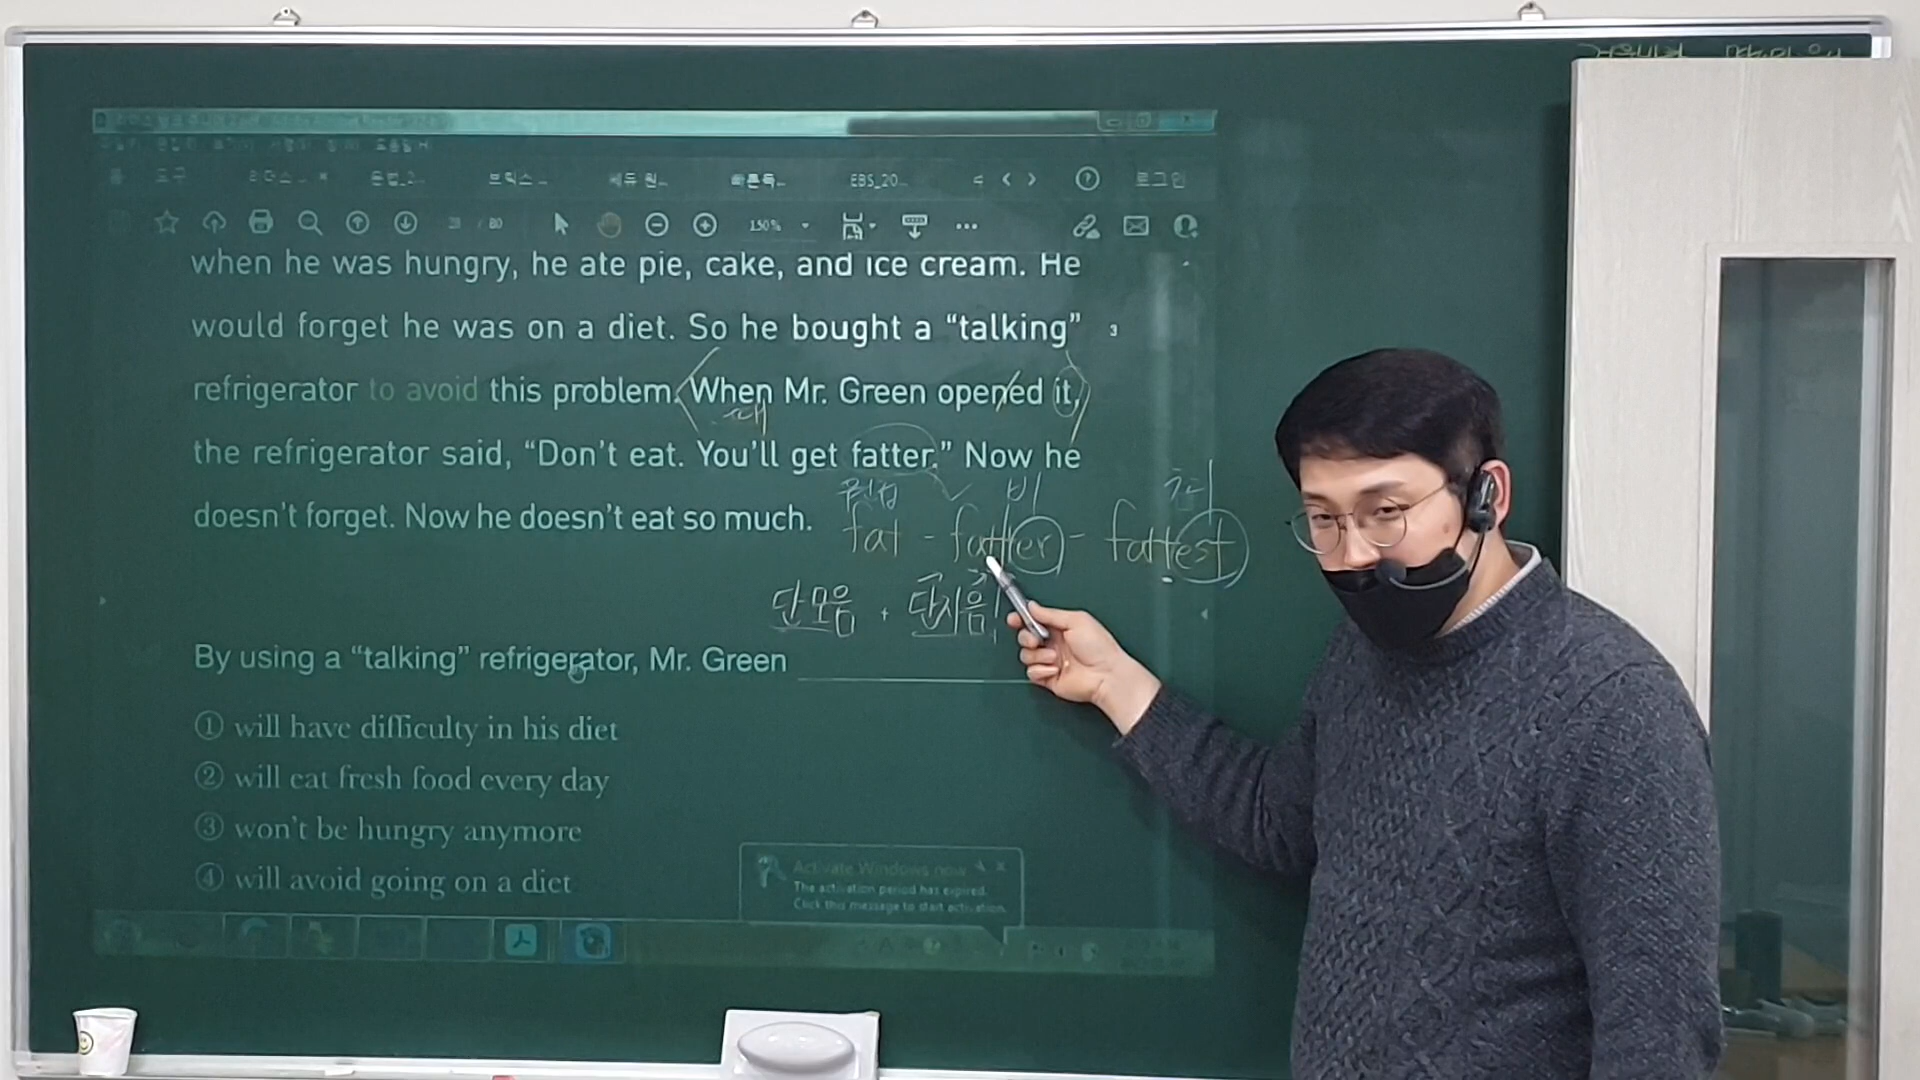 로그인
EBS_20...
150%
when he was hungry, he ate pie, cake, and ice cream. He
would forget he was on a diet. So he bought a “talking” 3
refrigerator to avoid this problem. When Mr. Green opened it,
때
the refrigerator said, “Don’t eat. You’ll get fatter.” Now he
비
doesn’t forget. Now he doesn’t eat so much.
fat - fatter - fattest
단모음 + 단자음
By using a “talking” refrigerator, Mr. Green
① will have difficulty in his diet
② will eat fresh food every day
③ won’t be hungry anymore
④ will avoid going on a diet
Activate Windows now
The activation period has expired.
Click this message to start activation.